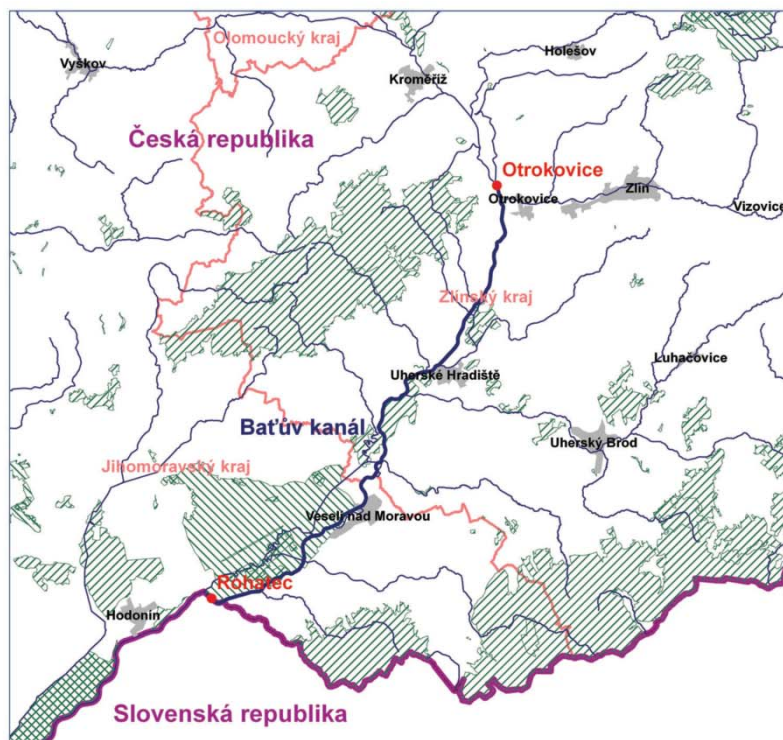 Olomoucký kraj
Holešov
Vyškov
Kroměříž
Česká republika
Otrokovice
Zlín
Otrokovice
Vizovice
Zlínský kraj
Luhačovice
Uherské Hradiště
Baťův kanál
Uherský Brod
Jihomoravský kraj
Veselí nad Moravou
Rohatec
Hodonín
Slovenská republika